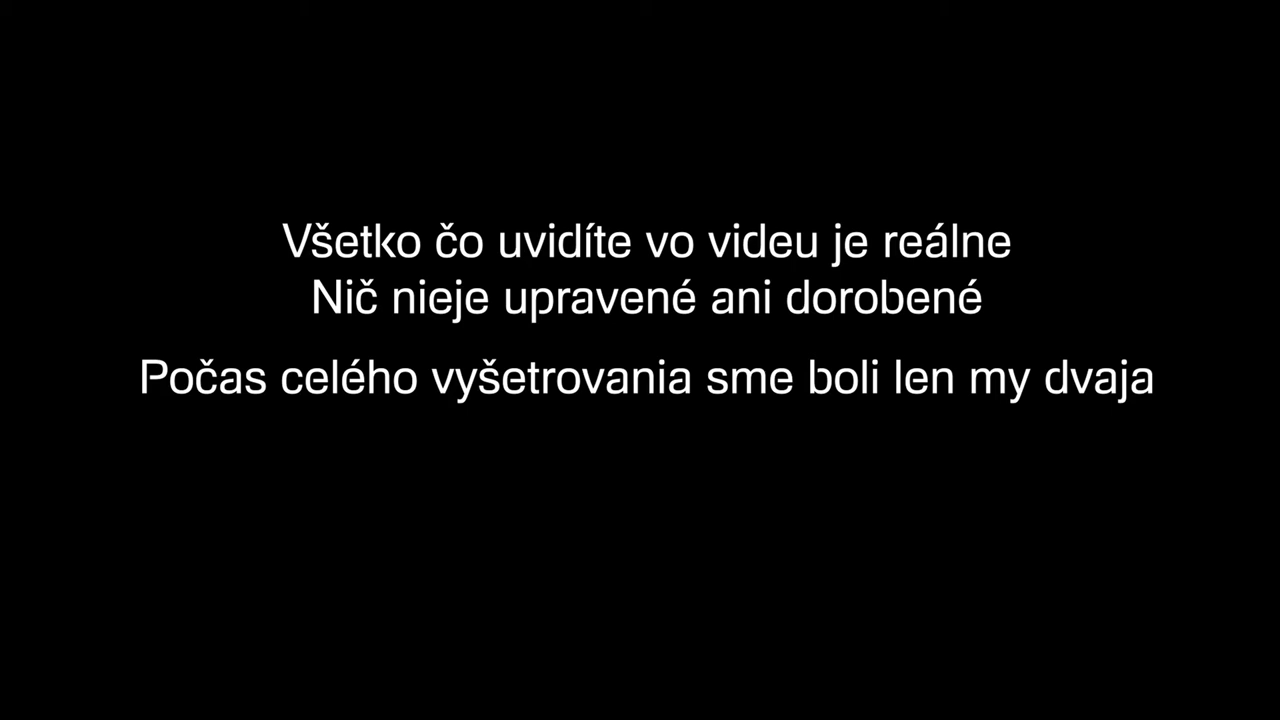 Všetko čo uvidíte vo videu je reálne
Nič nieje upravené ani dorobené
Počas celého vyšetrovania sme boli len my dvaja